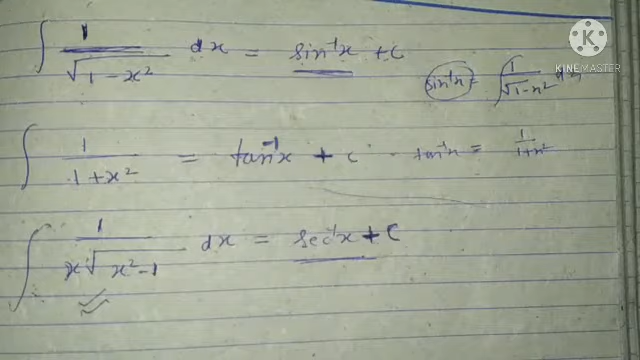 ∫ 1/√(1-x²) dx = sin⁻¹x + C
KINEMASTER
sin⁻¹x = ∫ 1/√(1-x²) dx
∫ 1/(1+x²) = tan⁻¹x + C
tan⁻¹x = 1/(1+x²)
∫ 1/(x√(x²-1)) dx = sec⁻¹x + C